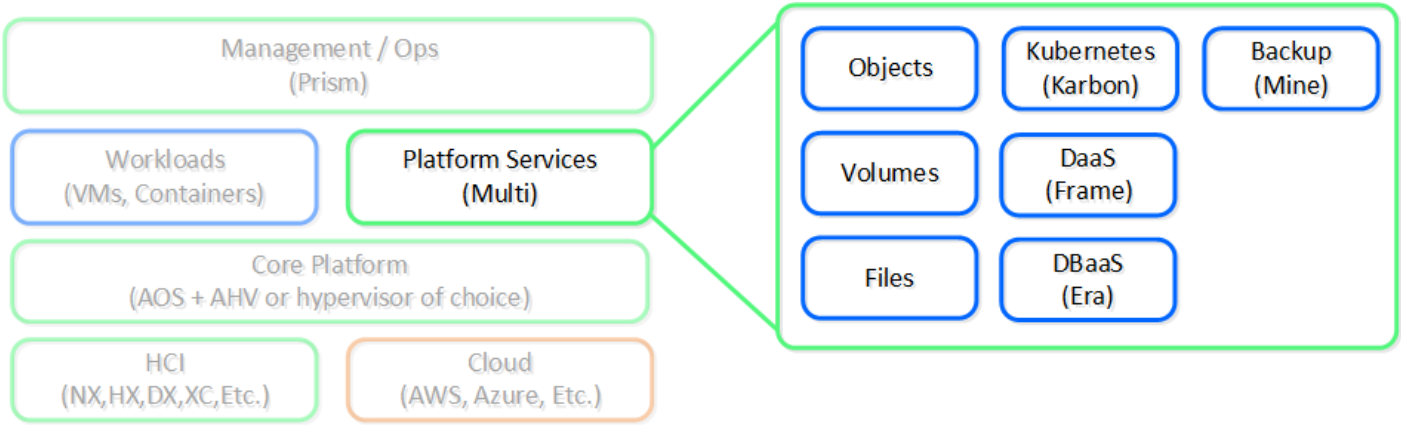 Management / Ops
(Prism)
Workloads
(VMs, Containers)
Platform Services
(Multi)
Core Platform
(AOS + AHV or hypervisor of choice)
HCI
(NX,HX,DX,XC,Etc.)
Cloud
(AWS, Azure, Etc.)
Objects
Kubernetes
(Karbon)
Backup
(Mine)
Volumes
DaaS
(Frame)
Files
DBaaS
(Era)